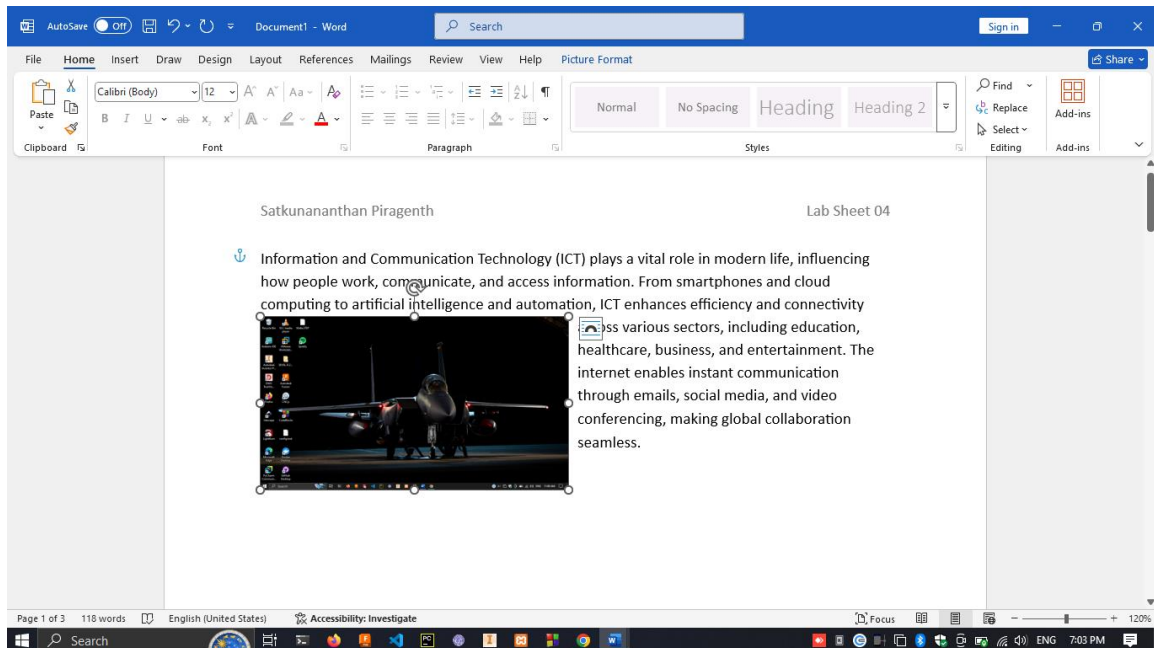 AutoSave Off Document1 - Word Search Sign in
File Home Insert Draw Design Layout References Mailings Review View Help Picture Format Share
Calibri (Body) 12 Aa Find
Paste Normal No Spacing Heading Heading 2 Replace Add-ins
B I U ab x₂ x² A A Select
Clipboard Font Paragraph Styles Editing Add-ins
Satkunananthan Piragenth Lab Sheet 04
Information and Communication Technology (ICT) plays a vital role in modern life, influencing
how people work, communicate, and access information. From smartphones and cloud
computing to artificial intelligence and automation, ICT enhances efficiency and connectivity
various sectors, including education,
healthcare, business, and entertainment. The
internet enables instant communication
through emails, social media, and video
conferencing, making global collaboration
seamless.
Page 1 of 3 118 words English (United States) Accessibility: Investigate Focus 120%
Search ENG 7:03 PM